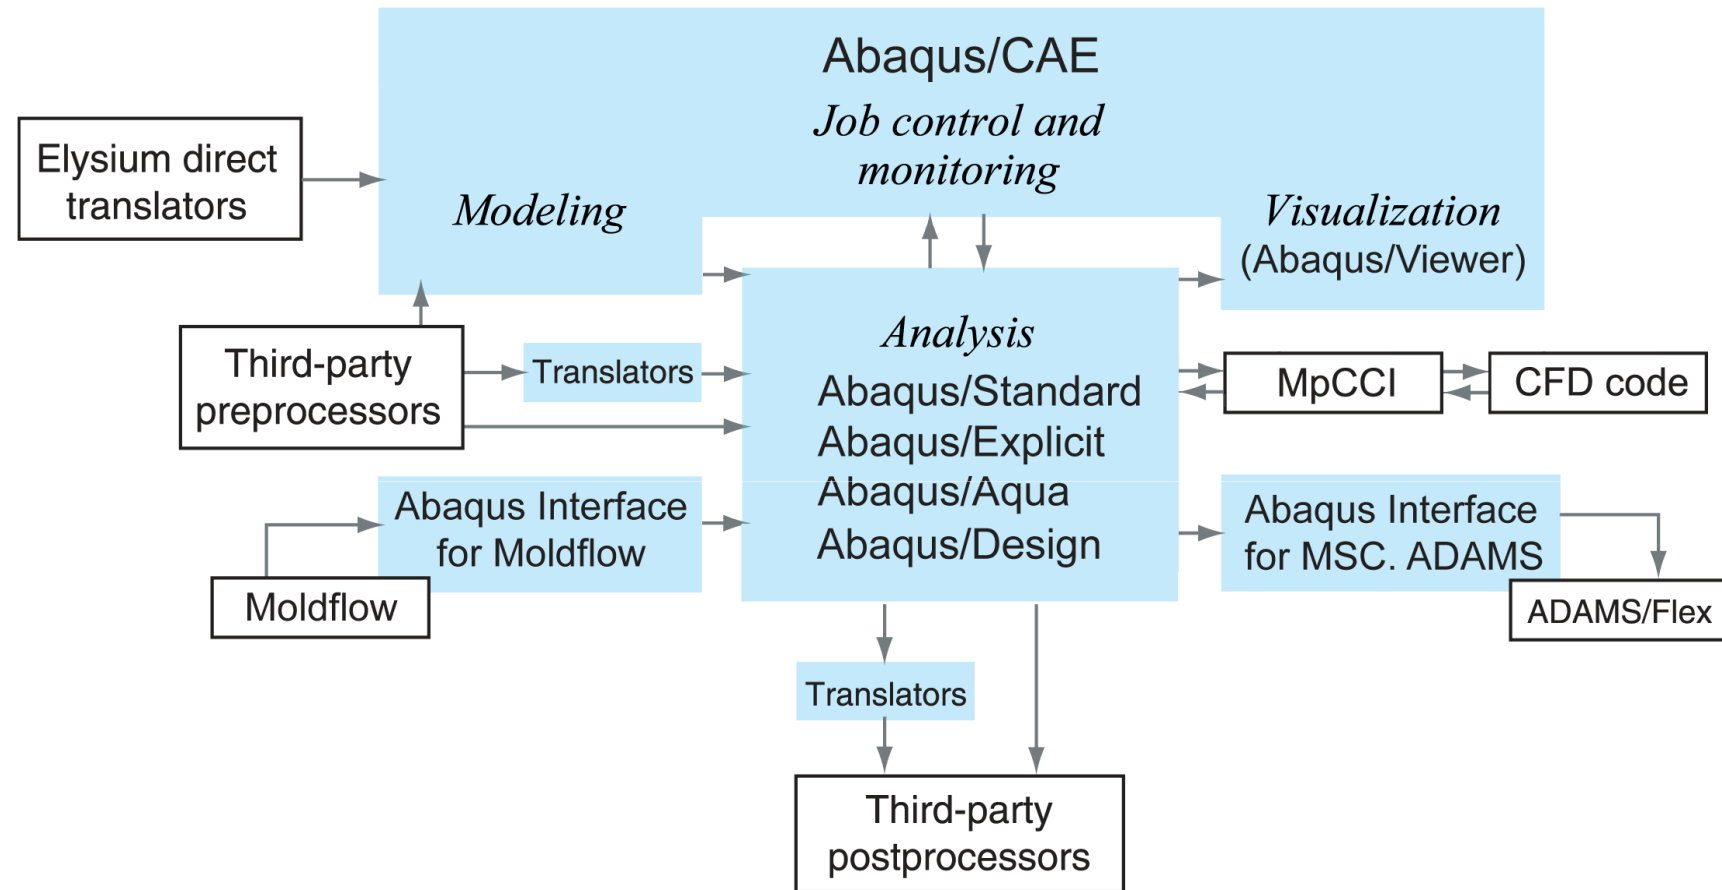 Abaqus/CAE
Job control and
monitoring
Elysium direct
translators
Modeling
Visualization
(Abaqus/Viewer)
Third-party
preprocessors
Translators
Analysis
Abaqus/Standard
Abaqus/Explicit
Abaqus/Aqua
Abaqus/Design
MpCCI
CFD code
Abaqus Interface
for Moldflow
Moldflow
Abaqus Interface
for MSC. ADAMS
ADAMS/Flex
Translators
Third-party
postprocessors